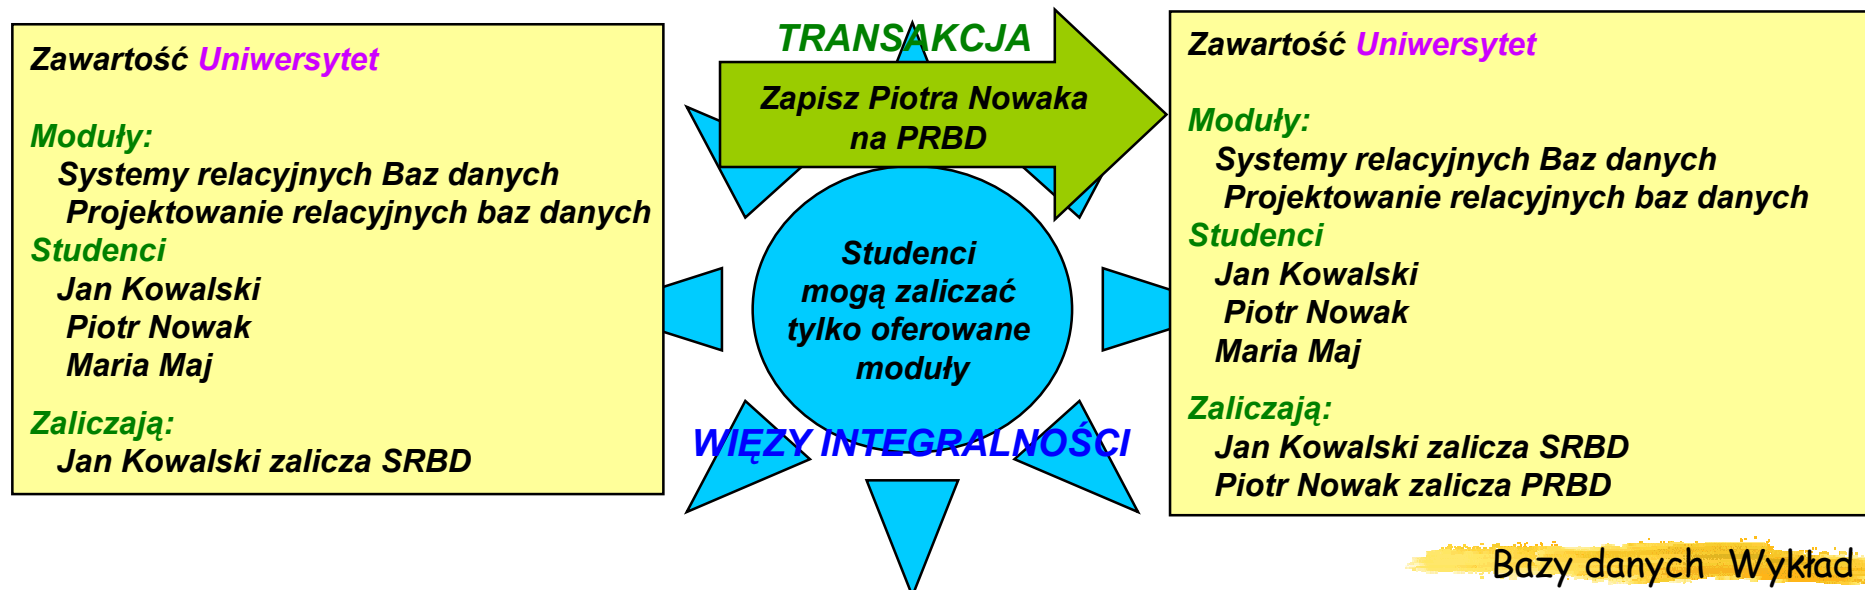 Zawartość Uniwersytet
Moduły:
Systemy relacyjnych Baz danych
Projektowanie relacyjnych baz danych
Studenci
Jan Kowalski
Piotr Nowak
Maria Maj
Zaliczają:
Jan Kowalski zalicza SRBD
TRANSAKCJA
Zapisz Piotra Nowaka
na PRBD
Studenci
mogą zaliczać
tylko oferowane
moduły
WIĘZY INTEGRALNOŚCI
Zawartość Uniwersytet
Moduły:
Systemy relacyjnych Baz danych
Projektowanie relacyjnych baz danych
Studenci
Jan Kowalski
Piotr Nowak
Maria Maj
Zaliczają:
Jan Kowalski zalicza SRBD
Piotr Nowak zalicza PRBD
Bazy danych Wykład